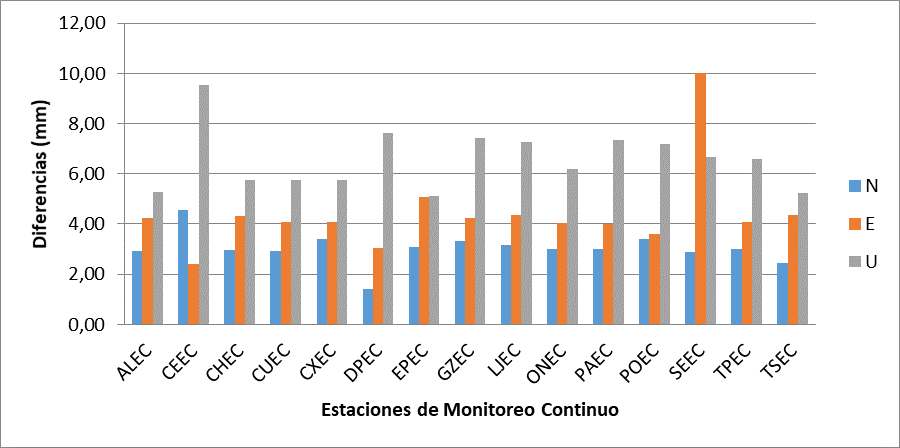 12,00
10,00
8,00
6,00
4,00
2,00
0,00
Diferencias (mm)
ALEC
CEEC
CHEC
CUEC
CXEC
DPEC
EPEC
GZEC
LJEC
ONEC
PAEC
POEC
SEEC
TPEC
TSEC
Estaciones de Monitoreo Continuo
N
E
U